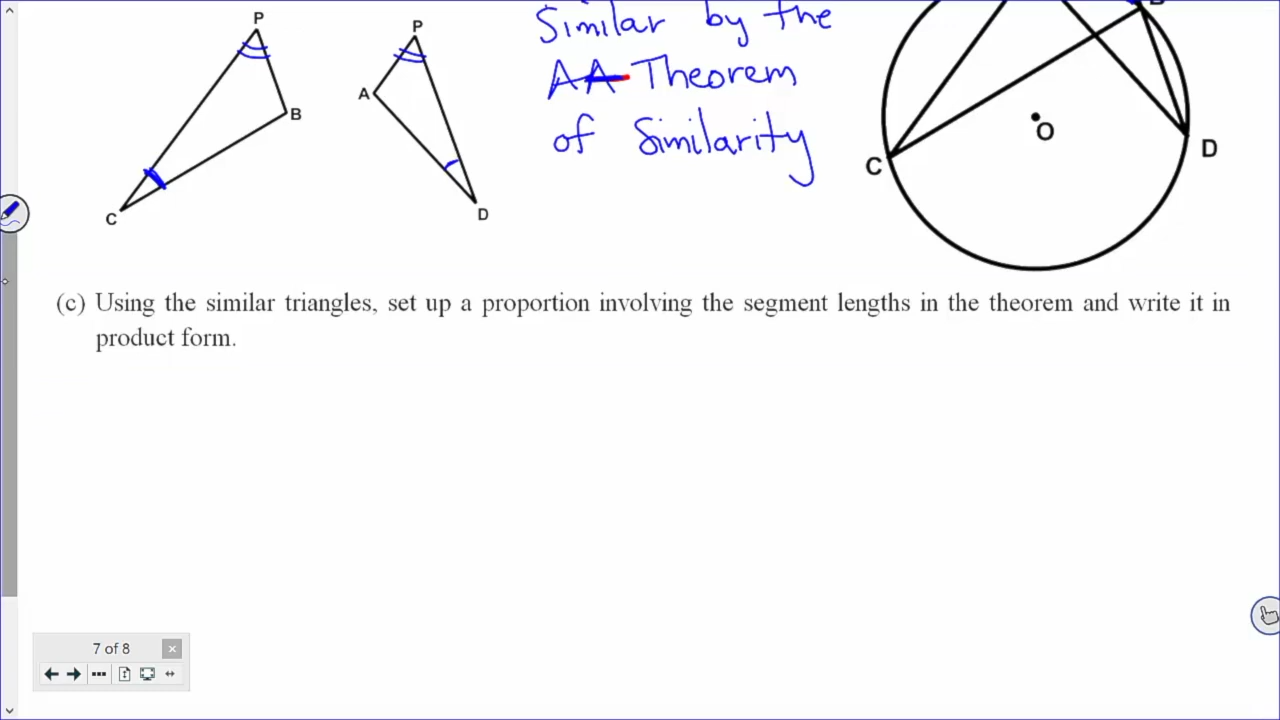 P
P
Similar by the
A
B
AA Theorem
of Similarity
O
C
D
C
D
(c) Using the similar triangles, set up a proportion involving the segment lengths in the theorem and write it in
product form.
7 of 8